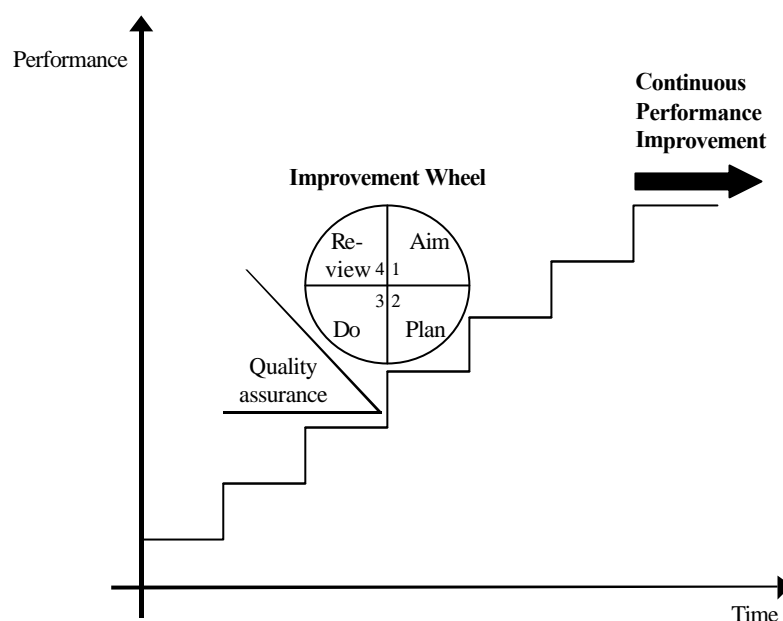 Performance
Continuous
Performance
Improvement
Improvement Wheel
Re-
view 4
1 Aim
3
Do
2
Plan
Quality
assurance
Time